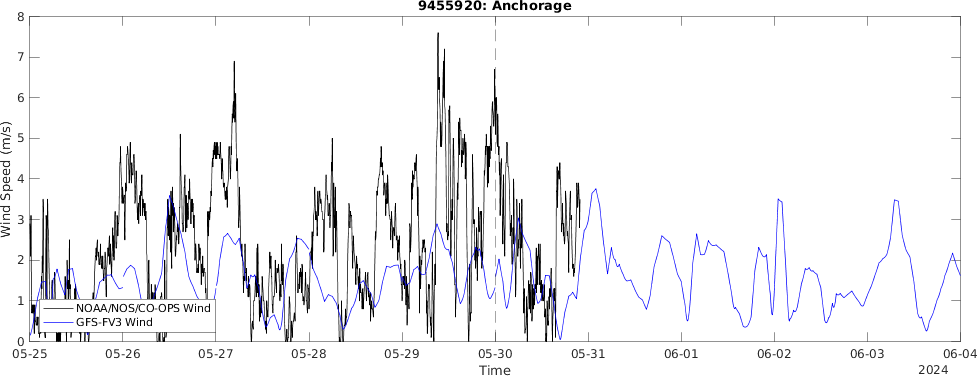 9455920: Anchorage
8
7
6
5
4
3
2
1
0
Wind Speed (m/s)
NOAA/NOS/CO-OPS Wind
GFS-FV3 Wind
05-25 05-26 05-27 05-28 05-29 05-30 05-31 06-01 06-02 06-03 06-04
Time
2024